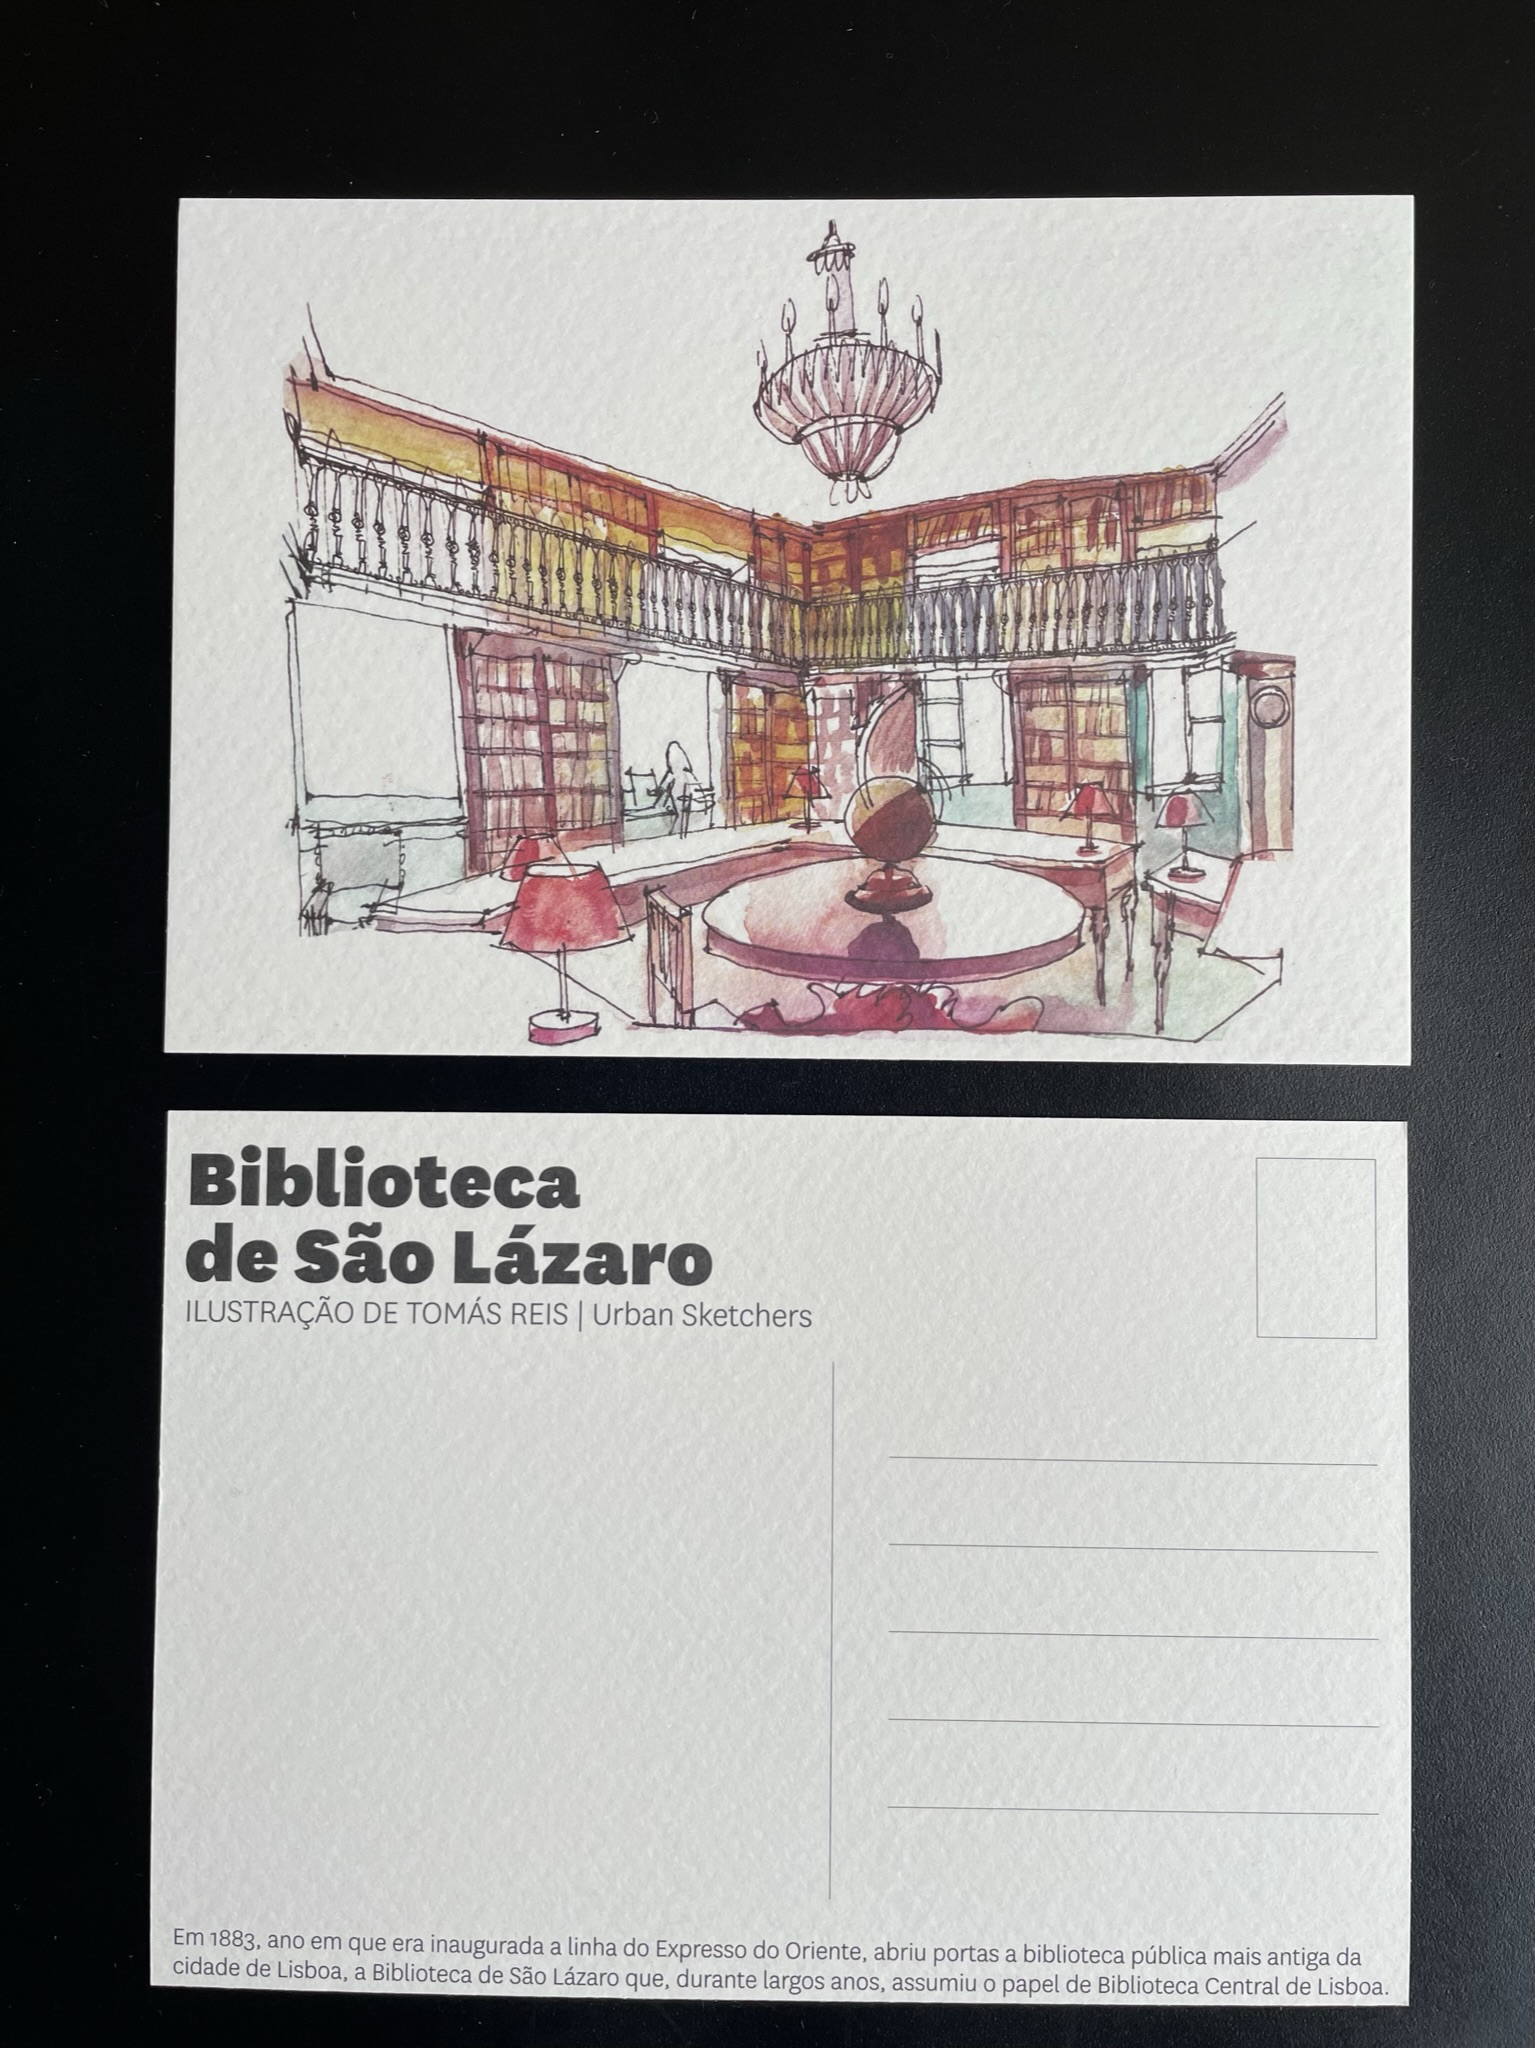 Biblioteca
de São Lázaro
ILUSTRAÇÃO DE TOMÁS REIS | Urban Sketchers
Em 1883, ano em que era inaugurada a linha do Expresso do Oriente, abriu portas a biblioteca pública mais antiga da
cidade de Lisboa, a Biblioteca de São Lázaro que, durante largos anos, assumiu o papel de Biblioteca Central de Lisboa.